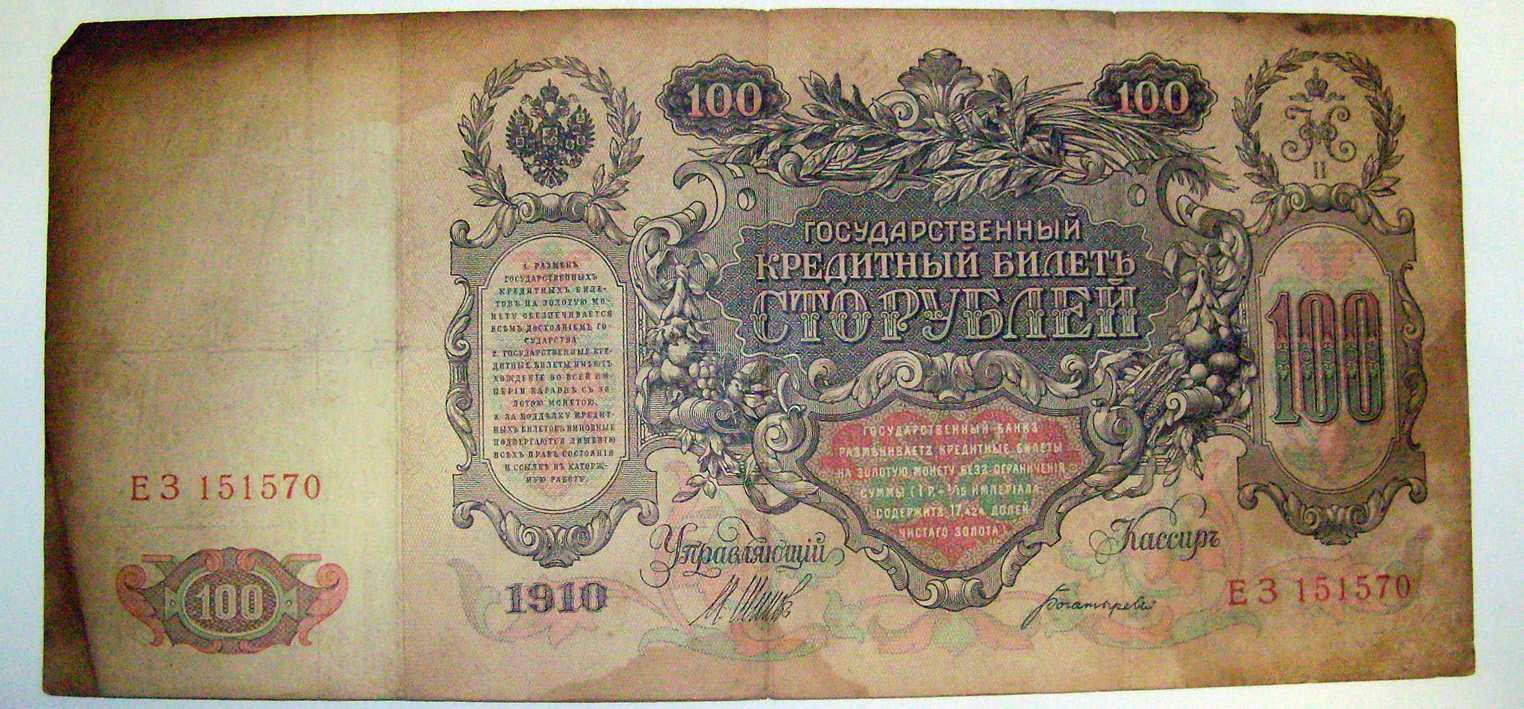 100
100
II
ГОСУДАРСТВЕННЫЙ
КРЕДИТНЫЙ БИЛЕТЪ
СТО РУБЛЕЙ
1. РАЗМѢНЪ
ГОСУДАРСТВЕННЫХЪ
КРЕДИТНЫХЪ БИЛЕ-
ТОВЪ НА ЗОЛОТУЮ МО-
НЕТУ ОБЕЗПЕЧИВАЕТСЯ
ВСѢМЪ ДОСТОЯНІЕМЪ ГО-
СУДАРСТВА
2. ГОСУДАРСТВЕННЫЕ КРЕ-
ДИТНЫЕ БИЛЕТЫ ИМѢЮТЪ
ХОЖДЕНІЕ ВО ВСЕЙ ИМ-
ПЕРІИ НАРАВНѢ СЪ ЗО-
ЛОТОЮ МОНЕТОЮ.
3. ЗА ПОДДѢЛКУ КРЕДИТ-
НЫХЪ БИЛЕТОВЪ ВИНОВНЫЕ
ПОДВЕРГАЮТСЯ ЛИШЕНІЮ
ВСѢХЪ ПРАВЪ СОСТОЯНІЯ
И ССЫЛКѢ ВЪ КАТОРЖ-
НУЮ РАБОТУ.
100
ГОСУДАРСТВЕННЫЙ БАНКЪ
РАЗМѢНИВАЕТЪ КРЕДИТНЫЕ БИЛЕТЫ
НА ЗОЛОТУЮ МОНЕТУ БЕЗЪ ОГРАНИЧЕНІЯ
СУММЫ (1 Р.= 1/15 ИМПЕРІАЛА,
СОДЕРЖИТЪ 17,424 ДОЛЕЙ
ЧИСТАГО ЗОЛОТА)
ЕЗ 151570
Управляющій
Кассиръ
100
1910
И. Шиповъ
Богатыревъ
ЕЗ 151570